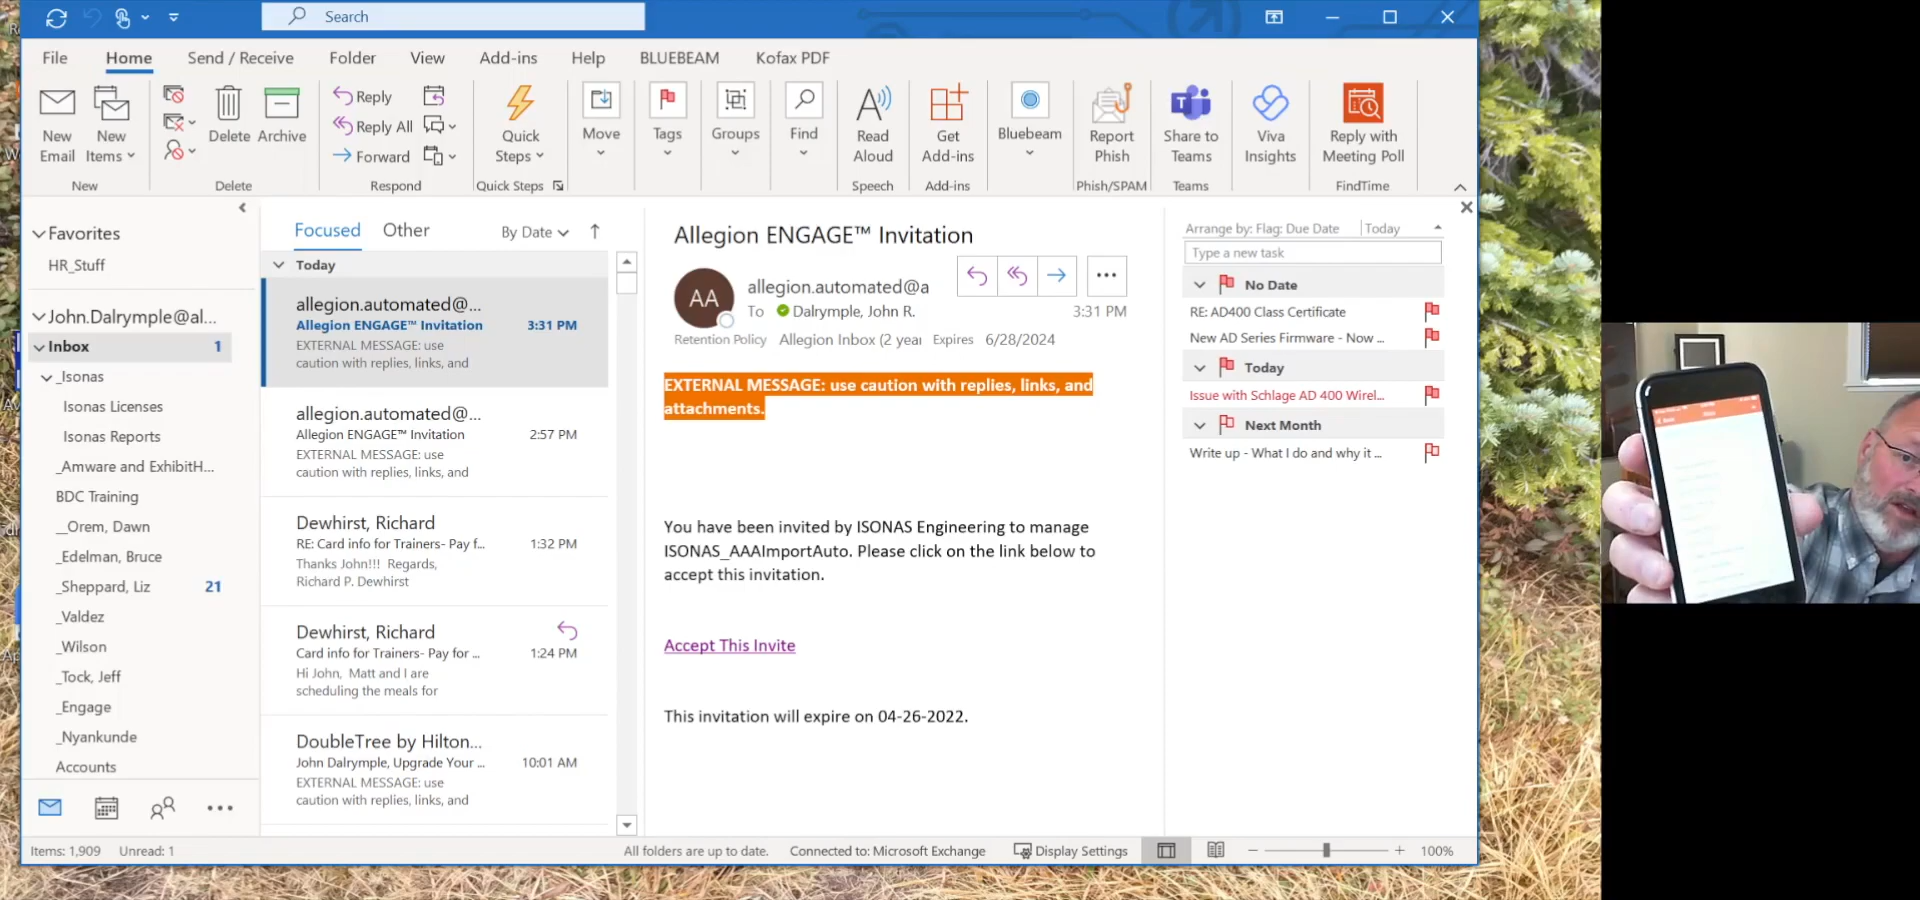 Search
File Home Send / Receive Folder View Add-ins Help BLUEBEAM Kofax PDF
New Email
New Items
Delete
Archive
Reply
Reply All
Forward
Quick Steps
Move
Tags
Groups
Find
Read Aloud
Get Add-ins
Bluebeam
Report Phish
Share to Teams
Viva Insights
Reply with Meeting Poll
New Delete Respond Quick Steps Speech Add-ins Phish/SPAM Teams FindTime
Favorites
HR_Stuff
John.Dalrymple@al...
Inbox 1
_Isonas
Isonas Licenses
Isonas Reports
_Amware and ExhibitH...
BDC Training
__Orem, Dawn
_Edelman, Bruce
_Sheppard, Liz 21
_Valdez
_Wilson
_Tock, Jeff
_Engage
_Nyankunde
Accounts
Focused Other By Date
Today
allegion.automated@...
Allegion ENGAGE™ Invitation 3:31 PM
EXTERNAL MESSAGE: use
caution with replies, links, and
allegion.automated@...
Allegion ENGAGE™ Invitation 2:57 PM
EXTERNAL MESSAGE: use
caution with replies, links, and
Dewhirst, Richard
RE: Card info for Trainers- Pay f... 1:32 PM
Thanks John!!! Regards,
Richard P. Dewhirst
Dewhirst, Richard
Card info for Trainers- Pay for ... 1:24 PM
Hi John, Matt and I are
scheduling the meals for
DoubleTree by Hilton...
John Dalrymple, Upgrade Your ... 10:01 AM
EXTERNAL MESSAGE: use
caution with replies, links, and
Allegion ENGAGE™ Invitation
AA
allegion.automated@a
To Dalrymple, John R. 3:31 PM
Retention Policy Allegion Inbox (2 year Expires 6/28/2024
EXTERNAL MESSAGE: use caution with replies, links, and
attachments.
You have been invited by ISONAS Engineering to manage
ISONAS_AAAImportAuto. Please click on the link below to
accept this invitation.
Accept This Invite
This invitation will expire on 04-26-2022.
Arrange by: Flag: Due Date Today
Type a new task
No Date
RE: AD400 Class Certificate
New AD Series Firmware - Now ...
Today
Issue with Schlage AD 400 Wirel...
Next Month
Write up - What I do and why it ...
Items: 1,909 Unread: 1 All folders are up to date. Connected to: Microsoft Exchange Display Settings 100%